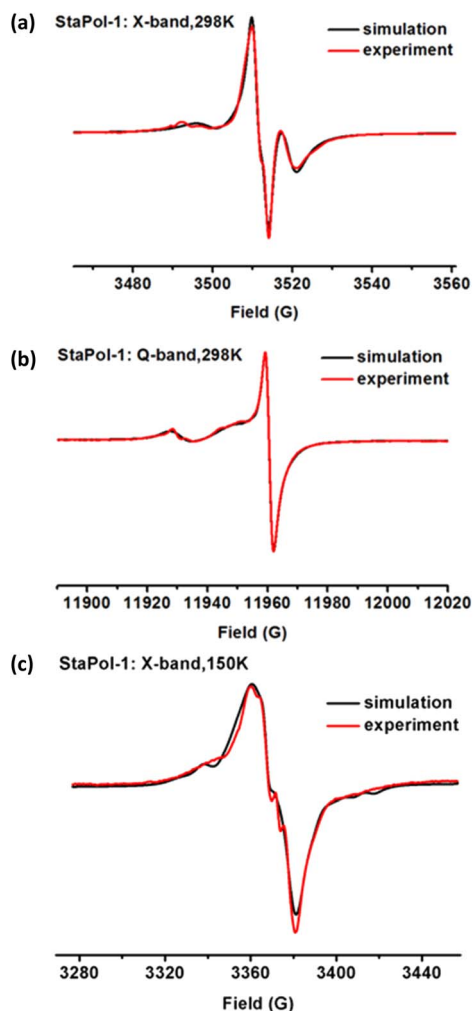 (a)
StaPol-1: X-band,298K
simulation
experiment
3480 3500 3520 3540 3560
Field (G)
(b)
StaPol-1: Q-band,298K
simulation
experiment
11900 11920 11940 11960 11980 12000 12020
Field (G)
(c)
StaPol-1: X-band,150K
simulation
experiment
3280 3320 3360 3400 3440
Field (G)